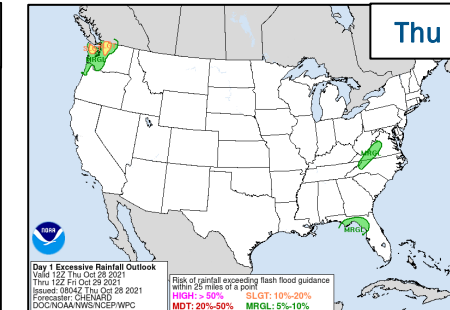 Thu
SLGT
MRGL
MRGL
MRGL
NOAA
Day 1 Excessive Rainfall Outlook
Valid 12Z Thu Oct 28 2021
Thru 12Z Fri Oct 29 2021
Issued: 0804Z Thu Oct 28 2021
Forecaster: CHENARD
DOC/NOAA/NWS/NCEP/WPC
Risk of rainfall exceeding flash flood guidance
within 25 miles of a point
HIGH: > 50% SLGT: 10%-20%
MDT: 20%-50% MRGL: 5%-10%